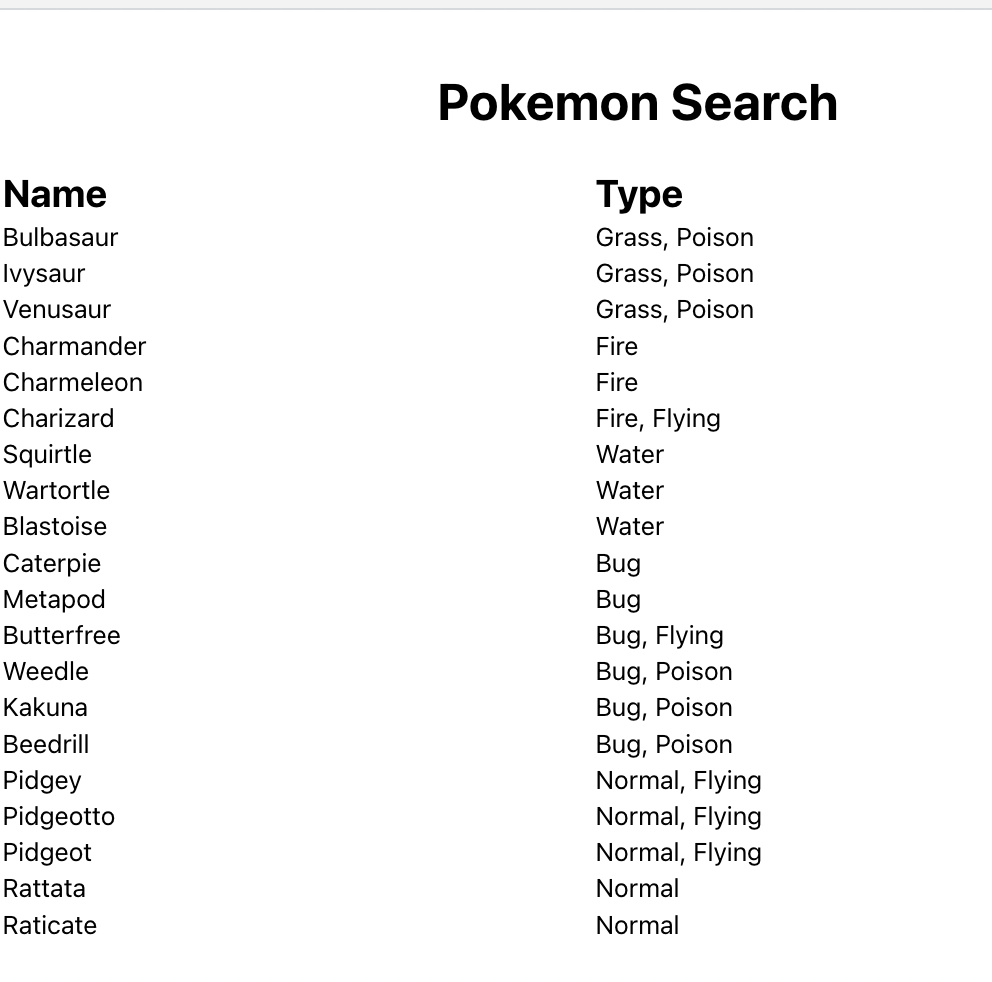 Pokemon Search
Name Type
Bulbasaur Grass, Poison
Ivysaur Grass, Poison
Venusaur Grass, Poison
Charmander Fire
Charmeleon Fire
Charizard Fire, Flying
Squirtle Water
Wartortle Water
Blastoise Water
Caterpie Bug
Metapod Bug
Butterfree Bug, Flying
Weedle Bug, Poison
Kakuna Bug, Poison
Beedrill Bug, Poison
Pidgey Normal, Flying
Pidgeotto Normal, Flying
Pidgeot Normal, Flying
Rattata Normal
Raticate Normal